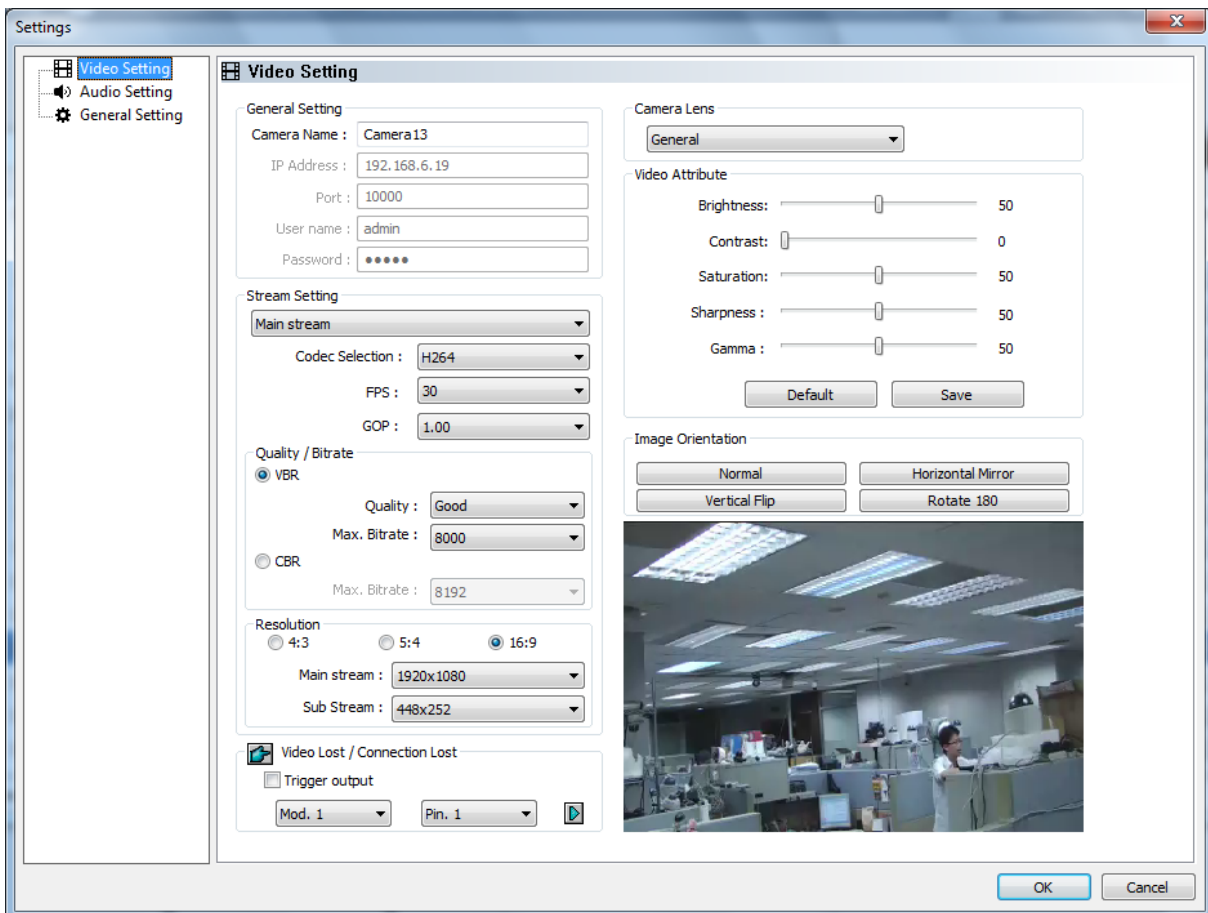 Settings
Video Setting
Audio Setting
General Setting
Video Setting
General Setting
Camera Name : Camera13
IP Address : 192.168.6.19
Port : 10000
User name : admin
Password : •••••
Stream Setting
Main stream
Codec Selection : H264
FPS : 30
GOP : 1.00
Quality / Bitrate
VBR
Quality : Good
Max. Bitrate : 8000
CBR
Max. Bitrate : 8192
Resolution
4:3 5:4 16:9
Main stream : 1920x1080
Sub Stream : 448x252
Video Lost / Connection Lost
Trigger output
Mod. 1 Pin. 1
Camera Lens
General
Video Attribute
Brightness: 50
Contrast: 0
Saturation: 50
Sharpness : 50
Gamma : 50
Default Save
Image Orientation
Normal Horizontal Mirror
Vertical Flip Rotate 180
OK Cancel